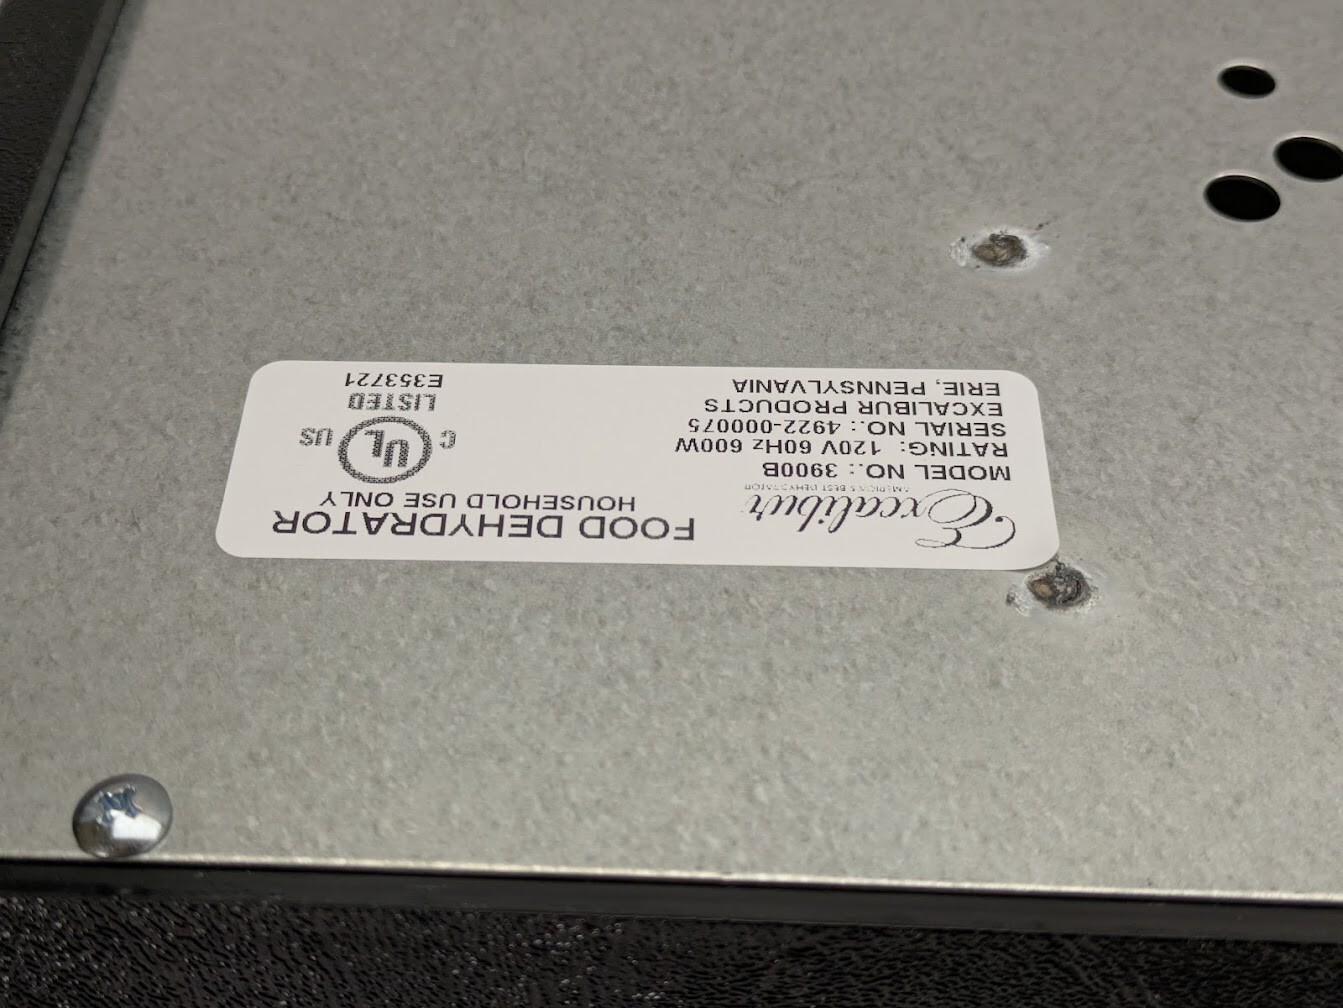 Excalibur
AMERICA'S BEST DEHYDRATOR
MODEL NO.: 3900B
RATING: 120V 60Hz 600W
SERIAL NO.: 4922-000075
EXCALIBUR PRODUCTS
ERIE, PENNSYLVANIA
FOOD DEHYDRATOR
HOUSEHOLD USE ONLY
C UL US
LISTED
E353721